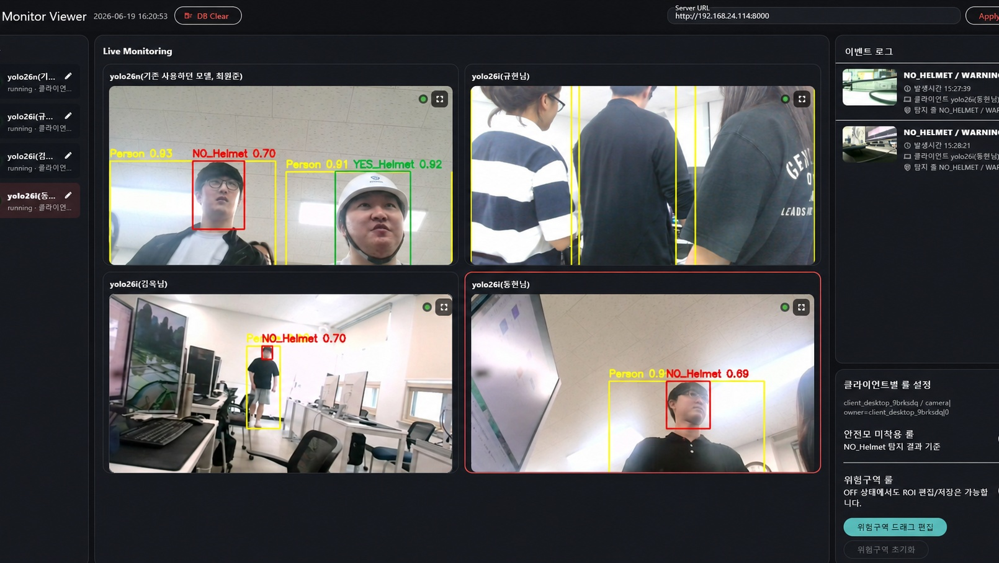 Monitor Viewer
2026-06-19 16:20:53
DB Clear
Server URL
http://192.168.24.114:8000
Apply
yolo26n(기...
running · 클라이언...
yolo26i(규...
running · 클라이언...
yolo26i(김...
running · 클라이언...
yolo26i(동...
running · 클라이언...
Live Monitoring
yolo26n(기존 사용하던 모델, 최원준)
Person 0.93
NO_Helmet 0.70
Person 0.91
YES_Helmet 0.92
yolo26i(규현님)
LEADS
yolo26i(김욱님)
NO_Helmet 0.70
yolo26i(동현님)
Person 0.9
NO_Helmet 0.69
이벤트 로그
NO_HELMET / WARNING
발생시간 15:27:39
클라이언트 yolo26i(동현님)
탐지 줄 NO_HELMET / WAR
NO_HELMET / WARNING
발생시간 15:28:21
클라이언트 yolo26i(동현님)
탐지 줄 NO_HELMET / WAR
클라이언트별 룰 설정
client_desktop_9brksdq / camera|
owner=client_desktop_9brksdq|0
안전모 미착용 룰
NO_Helmet 탐지 결과 기준
위험구역 룰
OFF 상태에서도 ROI 편집/저장은 가능합
니다.
위험구역 드래그 편집
위험구역 초기화